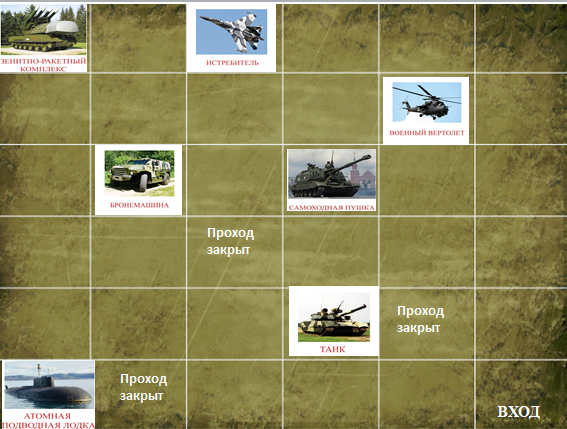 ЗЕНИТНО-РАКЕТНЫЙ
КОМПЛЕКС
ИСТРЕБИТЕЛЬ
ВОЕННЫЙ ВЕРТОЛЕТ
БРОНЕМАШИНА
САМОХОДНАЯ ПУШКА
Проход
закрыт
ТАНК
Проход
закрыт
АТОМНАЯ
ПОДВОДНАЯ ЛОДКА
Проход
закрыт
ВХОД